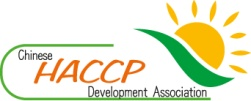 Chinese
HACCP
Development Association